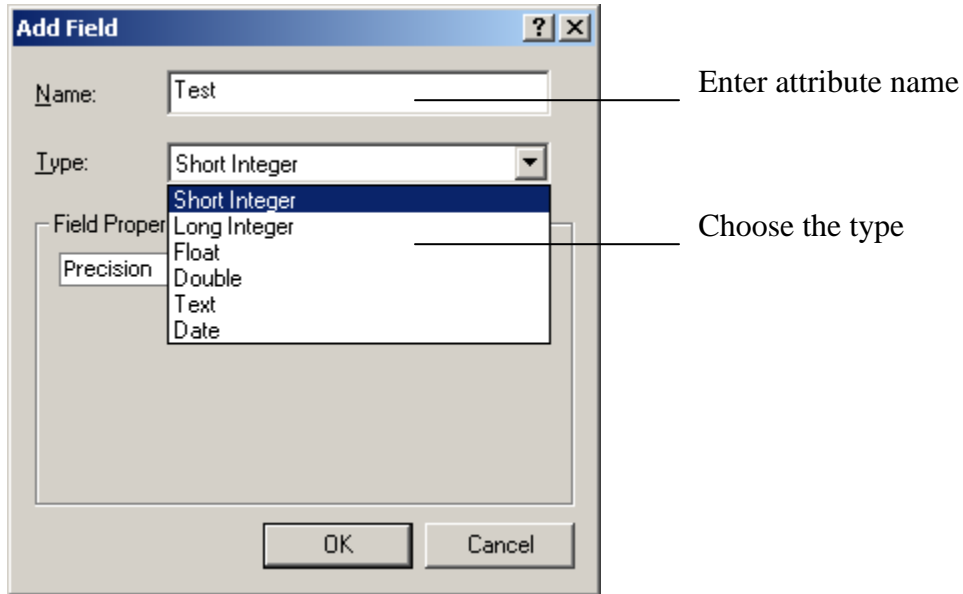 Add Field
Name: Test
Enter attribute name
Type: Short Integer
Short Integer
Long Integer
Float
Double
Text
Date
Choose the type
Field Proper
Precision
OK Cancel